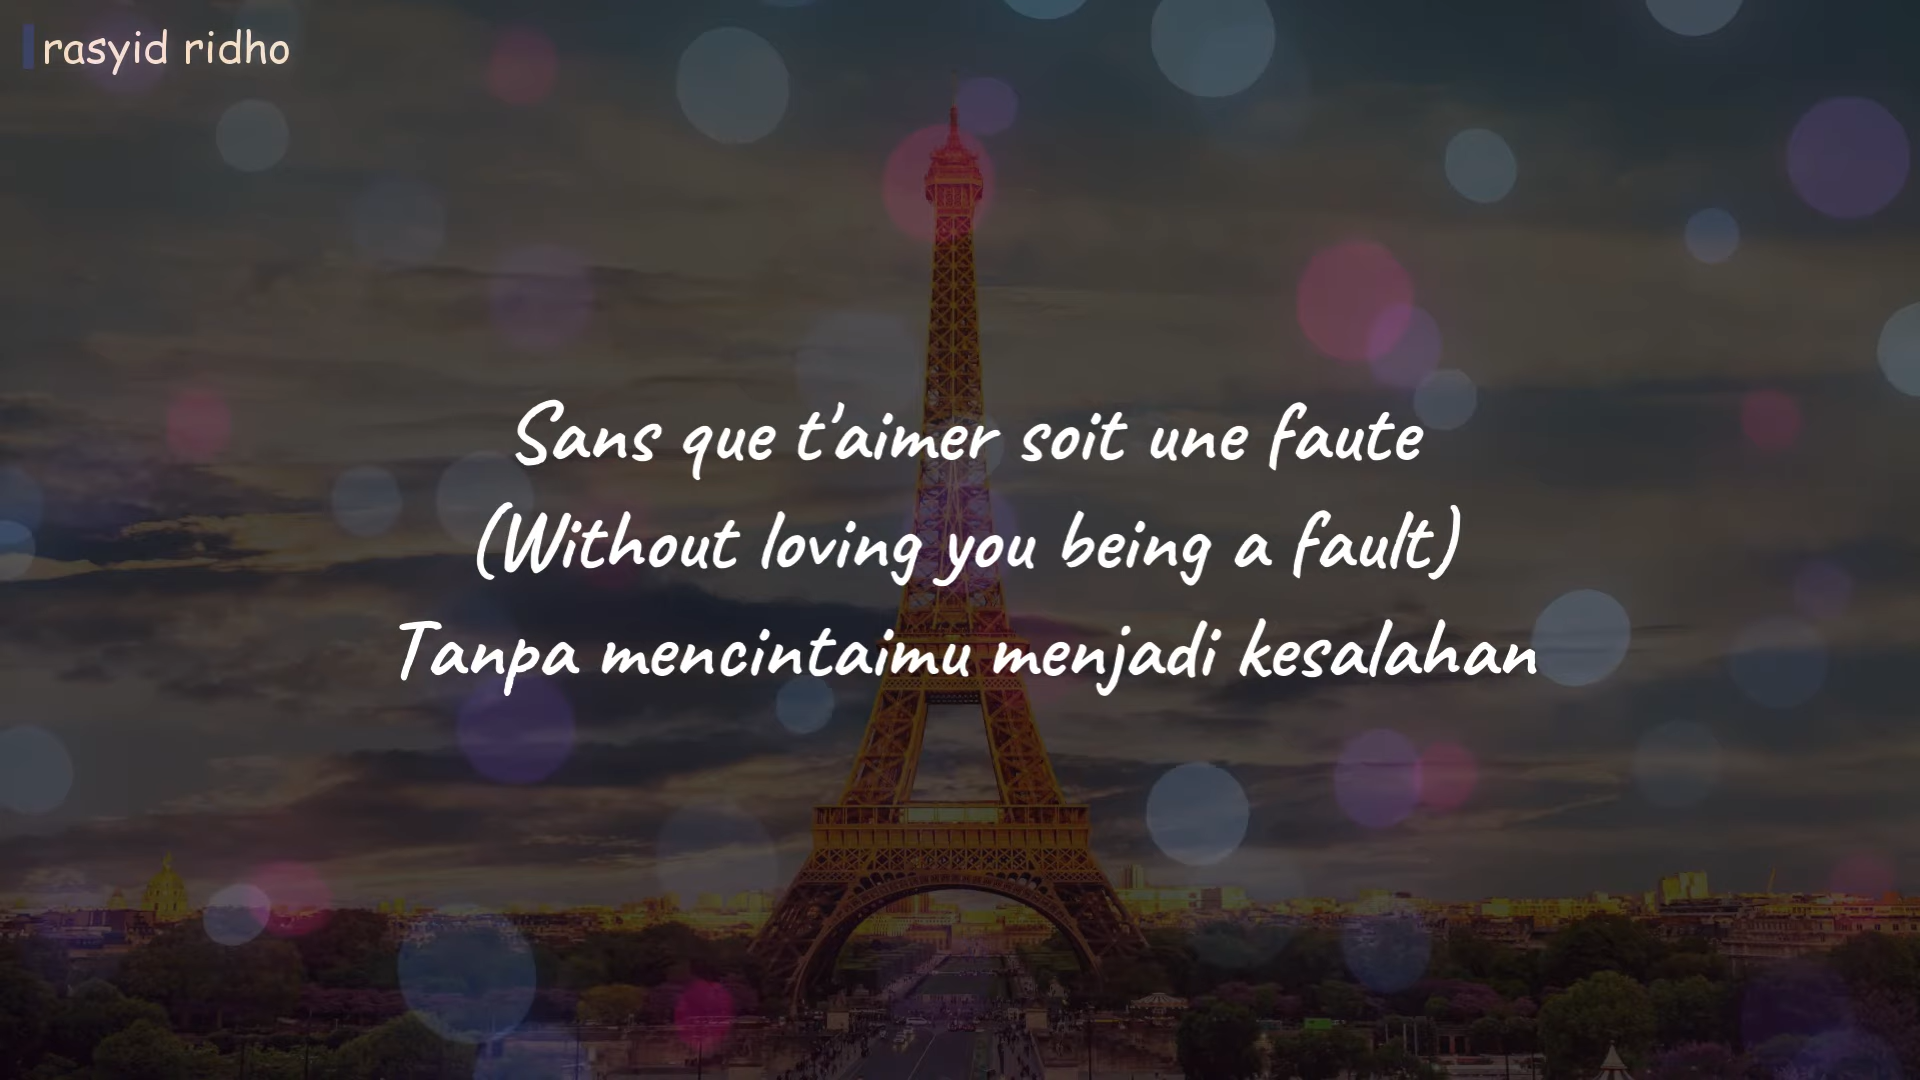 rasyid ridho
Sans que t'aimer soit une faute
(Without loving you being a fault)
Tanpa mencintaimu menjadi kesalahan